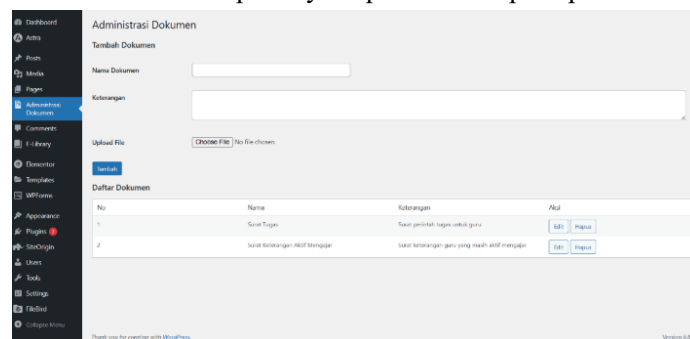 Dashboard
Astra
Posts
Media
Pages
Administrasi Dokumen
Comments
E-Library
Elementor
Templates
WPForms
Appearance
Plugins
SiteOrigin
Users
Tools
Settings
FileBird
Collapse Menu
Administrasi Dokumen
Tambah Dokumen
Nama Dokumen
Keterangan
Upload File Choose File No file chosen
Tambah
Daftar Dokumen
No Nama Keterangan Aksi
1 Surat Tugas Surat perintah tugas untuk guru Edit Hapus
2 Surat Keterangan Aktif Mengajar Surat keterangan guru yang masih aktif mengajar Edit Hapus
Thank you for creating with WordPress.
Version